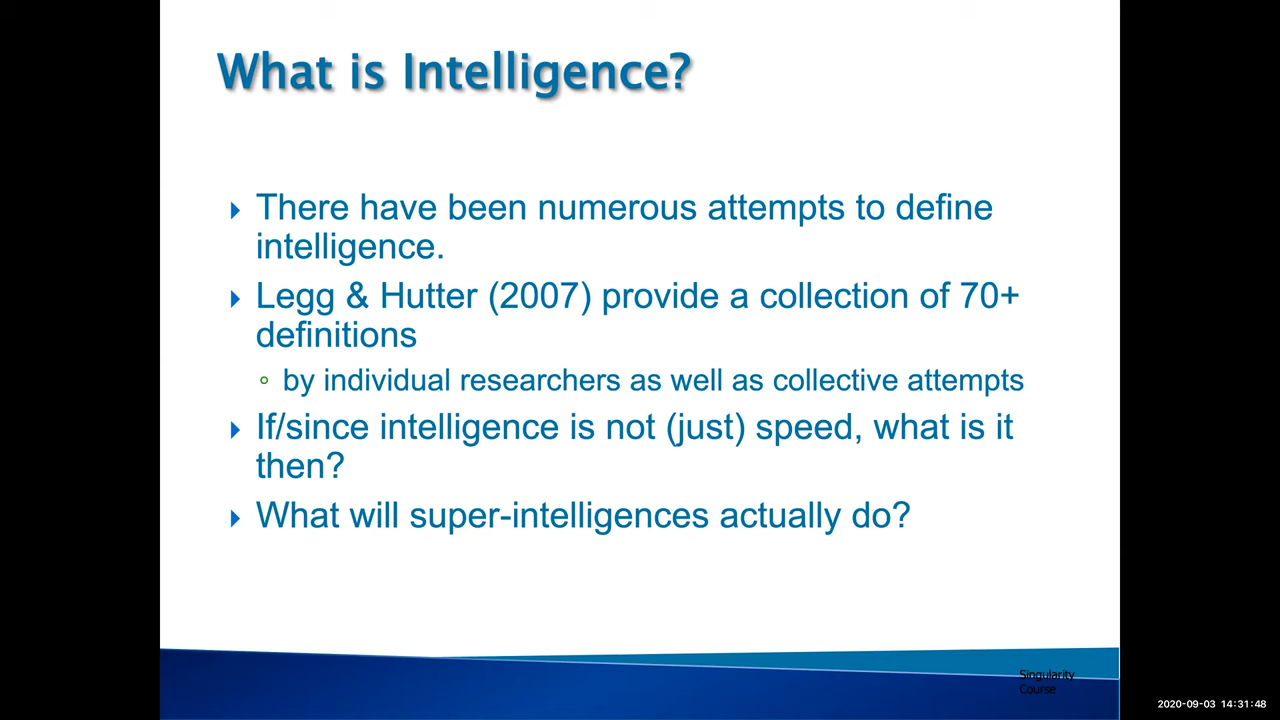 What is Intelligence?
There have been numerous attempts to define
intelligence.
Legg & Hutter (2007) provide a collection of 70+
definitions
by individual researchers as well as collective attempts
If/since intelligence is not (just) speed, what is it
then?
What will super-intelligences actually do?
Singularity
Course
2020-09-03 14:31:48